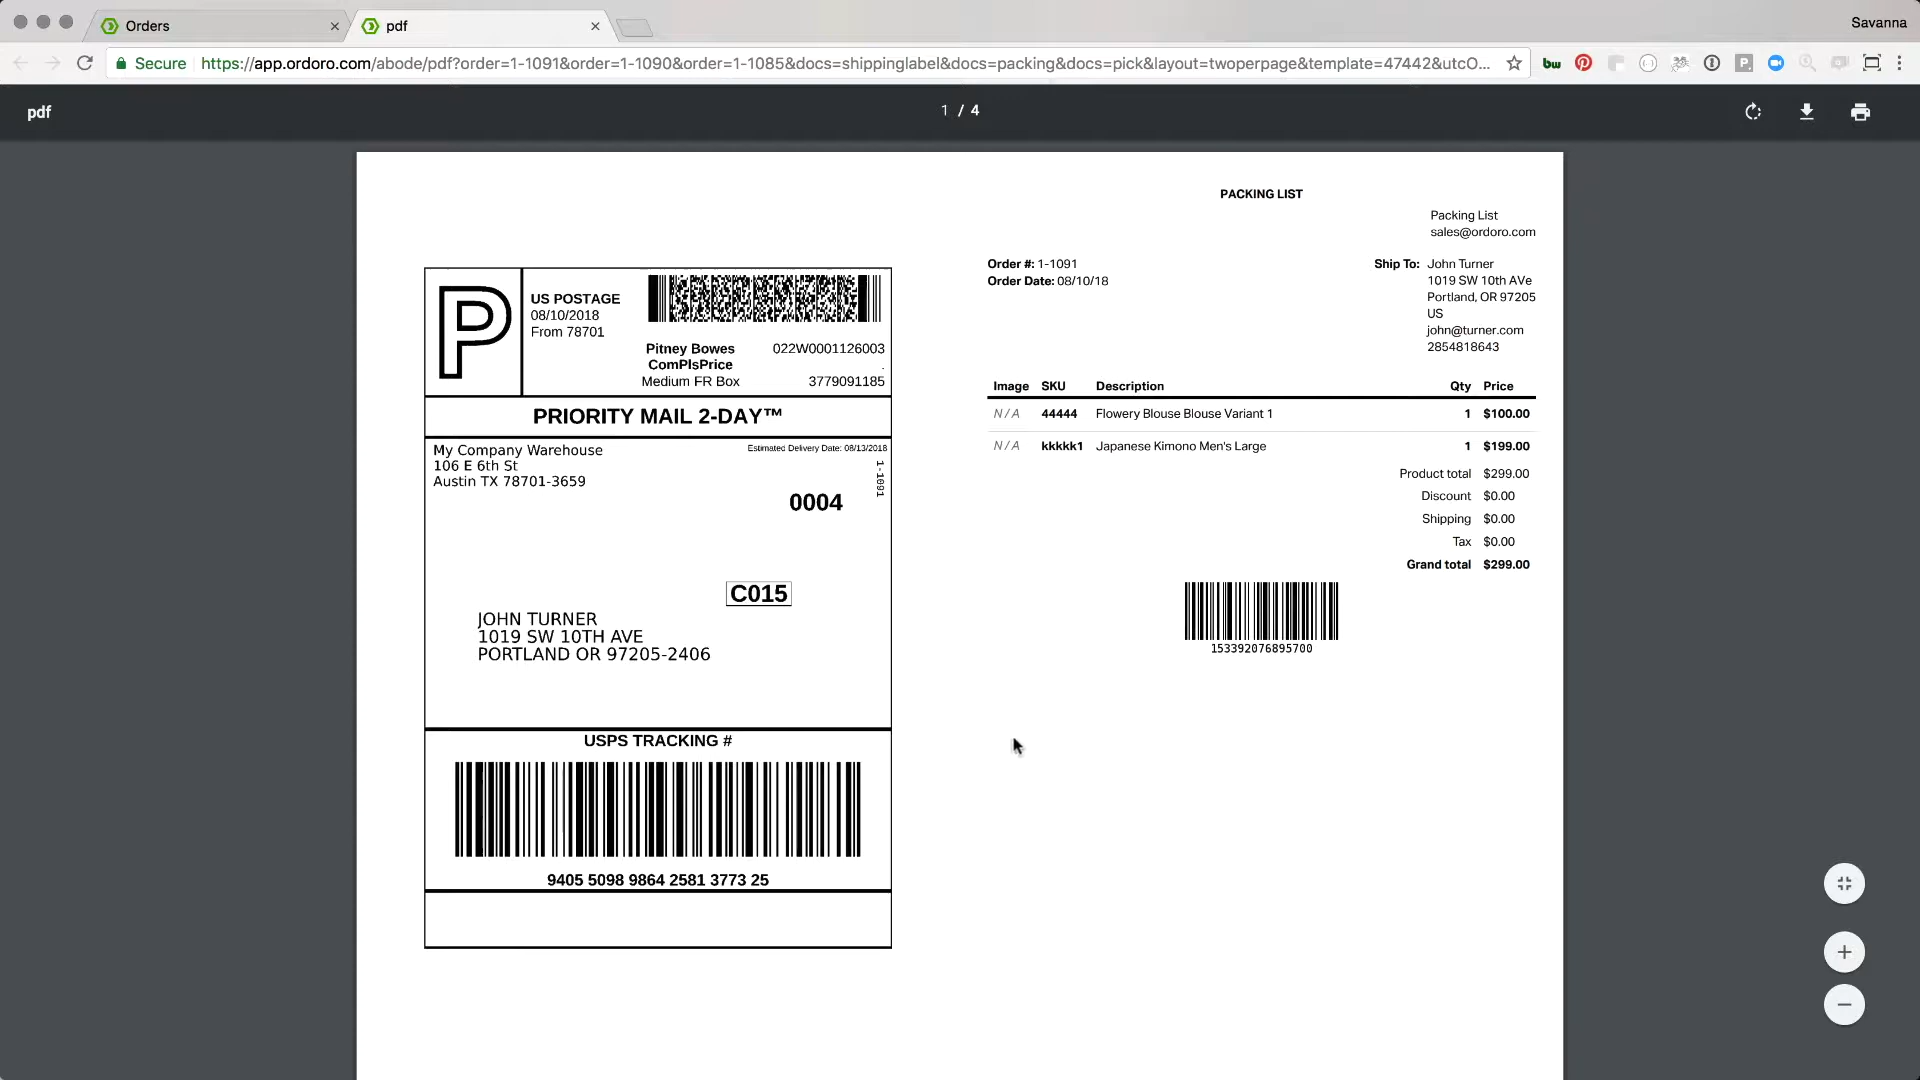 Orders
pdf
Savanna
Secure
https://app.ordoro.com/abode/pdf?order=1-1091&order=1-1090&order=1-1085&docs=shippinglabel&docs=packing&docs=pick&layout=twoperpage&template=47442&utcO...
bw
pdf
1 / 4
P
US POSTAGE
08/10/2018
From 78701
Pitney Bowes 022W0001126003
ComPlsPrice .
Medium FR Box 3779091185
PRIORITY MAIL 2-DAY™
My Company Warehouse
106 E 6th St
Austin TX 78701-3659
Estimated Delivery Date: 08/13/2018
1-1091
0004
C015
JOHN TURNER
1019 SW 10TH AVE
PORTLAND OR 97205-2406
USPS TRACKING #
9405 5098 9864 2581 3773 25
PACKING LIST
Packing List
sales@ordoro.com
Order #: 1-1091
Order Date: 08/10/18
Ship To: John Turner
1019 SW 10th AVe
Portland, OR 97205
US
john@turner.com
2854818643
Image SKU Description Qty Price
N/A 44444 Flowery Blouse Blouse Variant 1 1 $100.00
N/A kkkkk1 Japanese Kimono Men's Large 1 $199.00
Product total $299.00
Discount $0.00
Shipping $0.00
Tax $0.00
Grand total $299.00
153392076895700